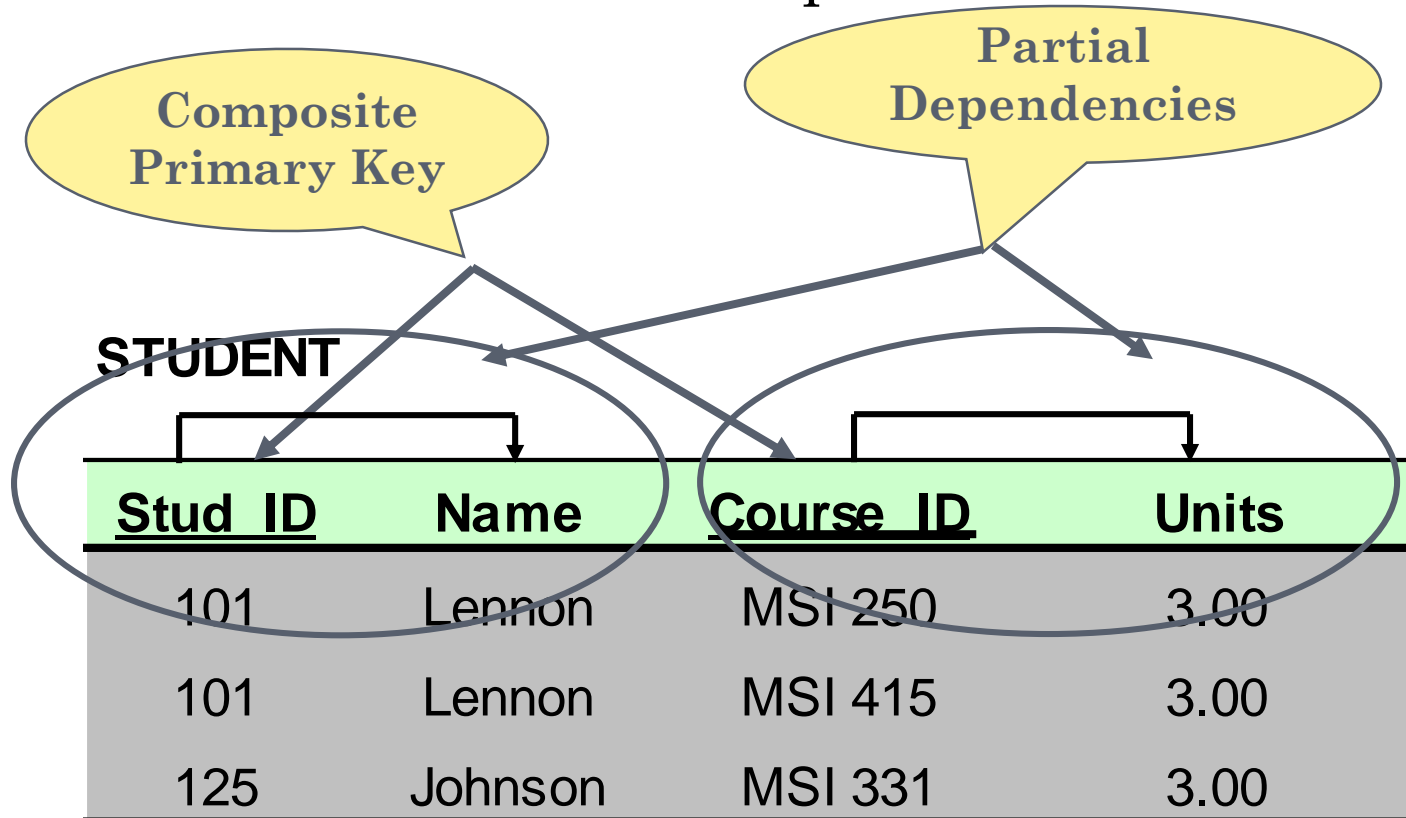 Composite
Primary Key
Partial
Dependencies
STUDENT
Stud_ID Name Course_ID Units
101 Lennon MSI 250 3.00
101 Lennon MSI 415 3.00
125 Johnson MSI 331 3.00